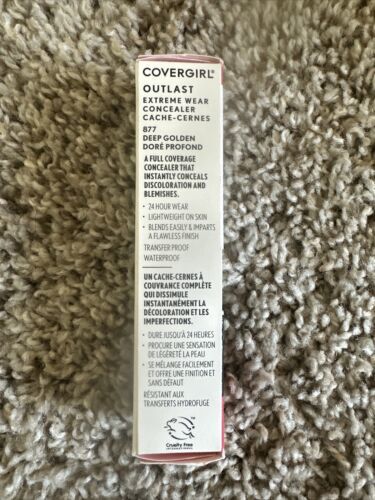 COVERGIRL®
OUTLAST
EXTREME WEAR
CONCEALER
CACHE-CERNES
877
DEEP GOLDEN
DORÉ PROFOND
A FULL COVERAGE
CONCEALER THAT
INSTANTLY CONCEALS
DISCOLORATION AND
BLEMISHES.
• 24 HOUR WEAR
• LIGHTWEIGHT ON SKIN
• BLENDS EASILY & IMPARTS
A FLAWLESS FINISH
TRANSFER PROOF
WATERPROOF
UN CACHE-CERNES À
COUVRANCE COMPLÈTE
QUI DISSIMULE
INSTANTANÉMENT LA
DÉCOLORATION ET LES
IMPERFECTIONS.
• DURE JUSQU'À 24 HEURES
• PROCURE UNE SENSATION
DE LÉGÈRETÉ LA PEAU
• SE MÉLANGE FACILEMENT
ET OFFRE UNE FINITION ET
SANS DÉFAUT
RÉSISTANT AUX
TRANSFERTS HYDROFUGE
TM
Cruelty Free
INTERNATIONAL